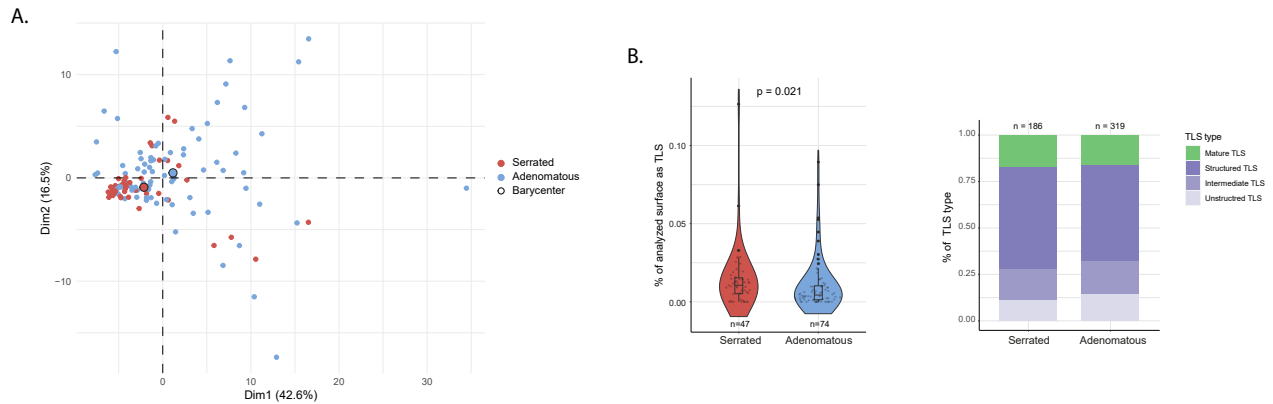 A.
10
0
−10
Dim2 (16.5%)
0
10
20
30
Dim1 (42.6%)
Serrated
Adenomatous
Barycenter
B.
p = 0.021
% of analyzed surface as TLS
0.10
0.05
0.00
n=47
n=74
Serrated
Adenomatous
n = 186
n = 319
% of TLS type
1.00
0.75
0.50
0.25
0.00
Serrated
Adenomatous
TLS type
Mature TLS
Structured TLS
Intermediate TLS
Unstructred TLS